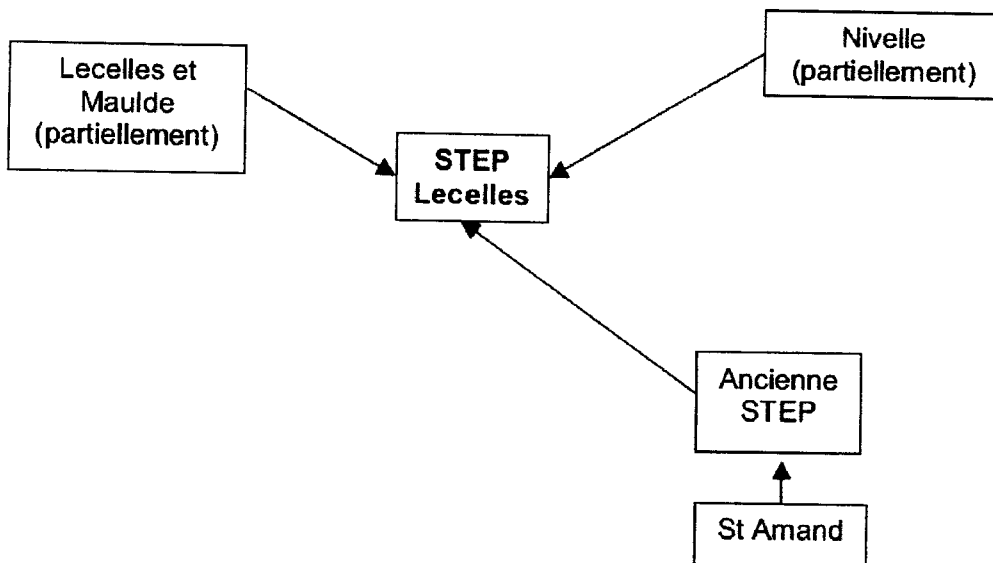 Lecelles et
Maulde
(partiellement)
Nivelle
(partiellement)
STEP
Lecelles
Ancienne
STEP
St Amand